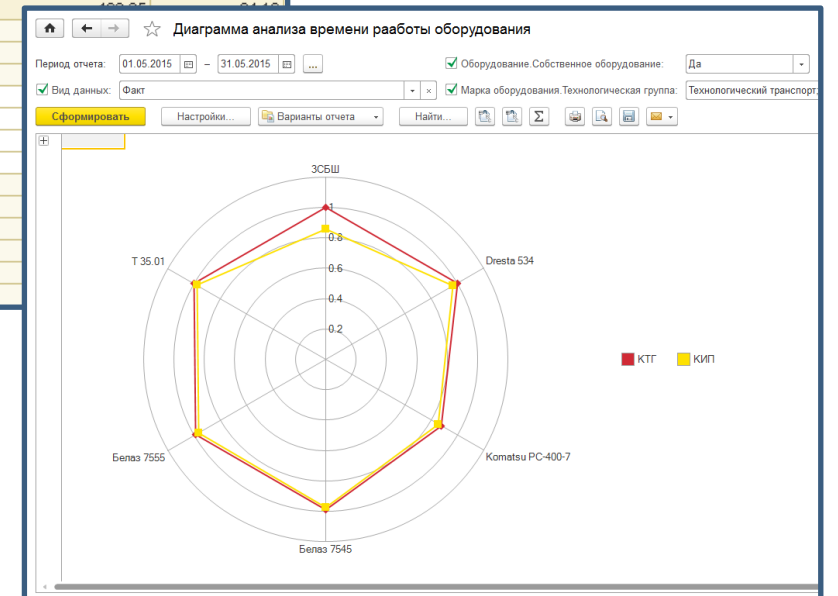 Диаграмма анализа времени рааботы оборудования
Период отчета: 01.05.2015 – 31.05.2015 ...
Оборудование.Собственное оборудование: Да
Вид данных: Факт
Марка оборудования.Технологическая группа: Технологический транспорт;
Сформировать Настройки... Варианты отчета Найти... Σ
ЗСБШ
1
0.8
T 35.01
Dresta 534
0.6
0.4
0.2
КТГ КИП
Белаз 7555
Komatsu PC-400-7
Белаз 7545